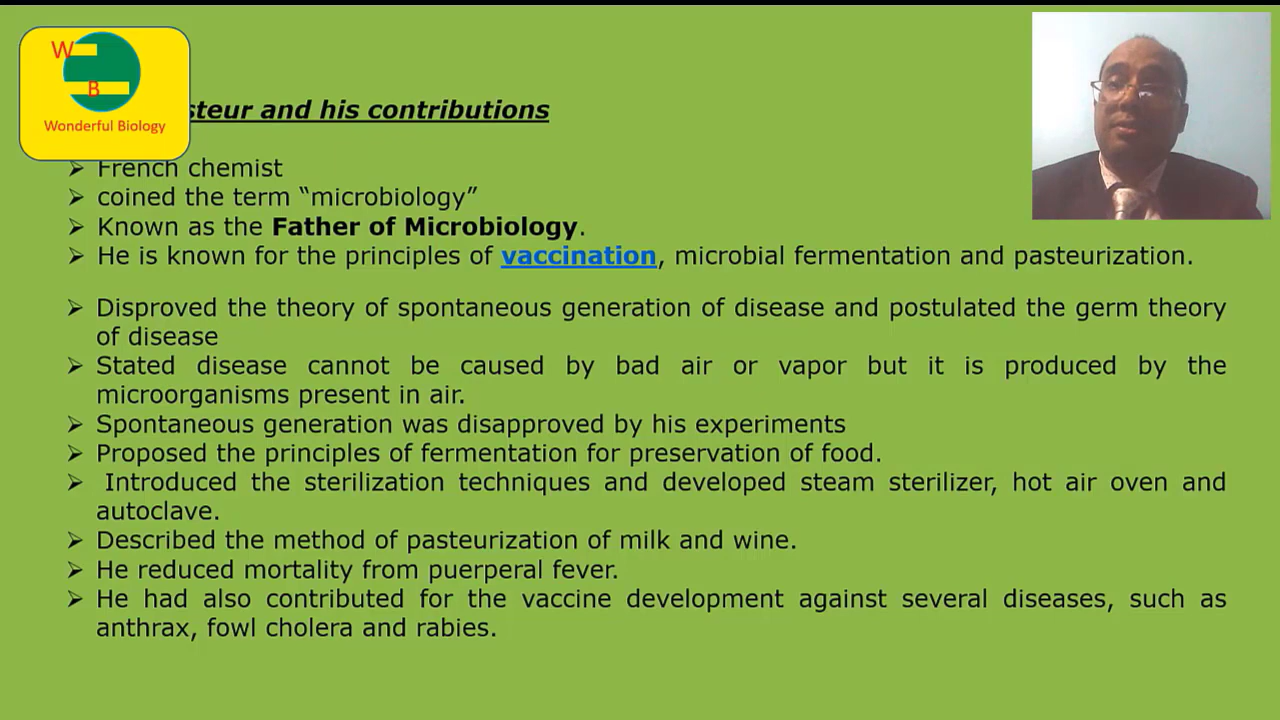 W
B
Wonderful Biology
steur and his contributions
French chemist
coined the term “microbiology”
Known as the Father of Microbiology.
He is known for the principles of vaccination, microbial fermentation and pasteurization.
Disproved the theory of spontaneous generation of disease and postulated the germ theory
of disease
Stated disease cannot be caused by bad air or vapor but it is produced by the
microorganisms present in air.
Spontaneous generation was disapproved by his experiments
Proposed the principles of fermentation for preservation of food.
Introduced the sterilization techniques and developed steam sterilizer, hot air oven and
autoclave.
Described the method of pasteurization of milk and wine.
He reduced mortality from puerperal fever.
He had also contributed for the vaccine development against several diseases, such as
anthrax, fowl cholera and rabies.